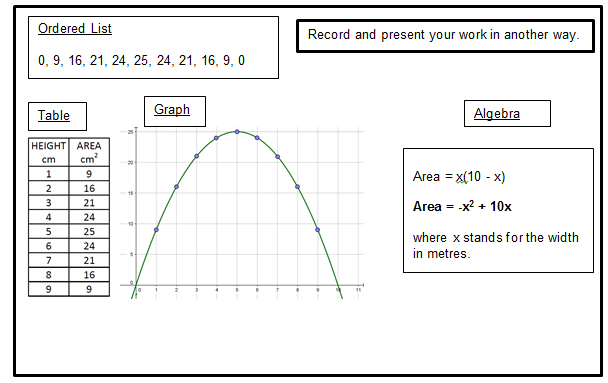 Ordered List
0, 9, 16, 21, 24, 25, 24, 21, 16, 9, 0
Record and present your work in another way.
Table
HEIGHT cm AREA cm²
1 9
2 16
3 21
4 24
5 25
6 24
7 21
8 16
9 9
Graph
25
20
15
10
5
0
0 1 2 3 4 5 6 7 8 9 10 11
Algebra
Area = x(10 - x)
Area = -x² + 10x
where x stands for the width
in metres.